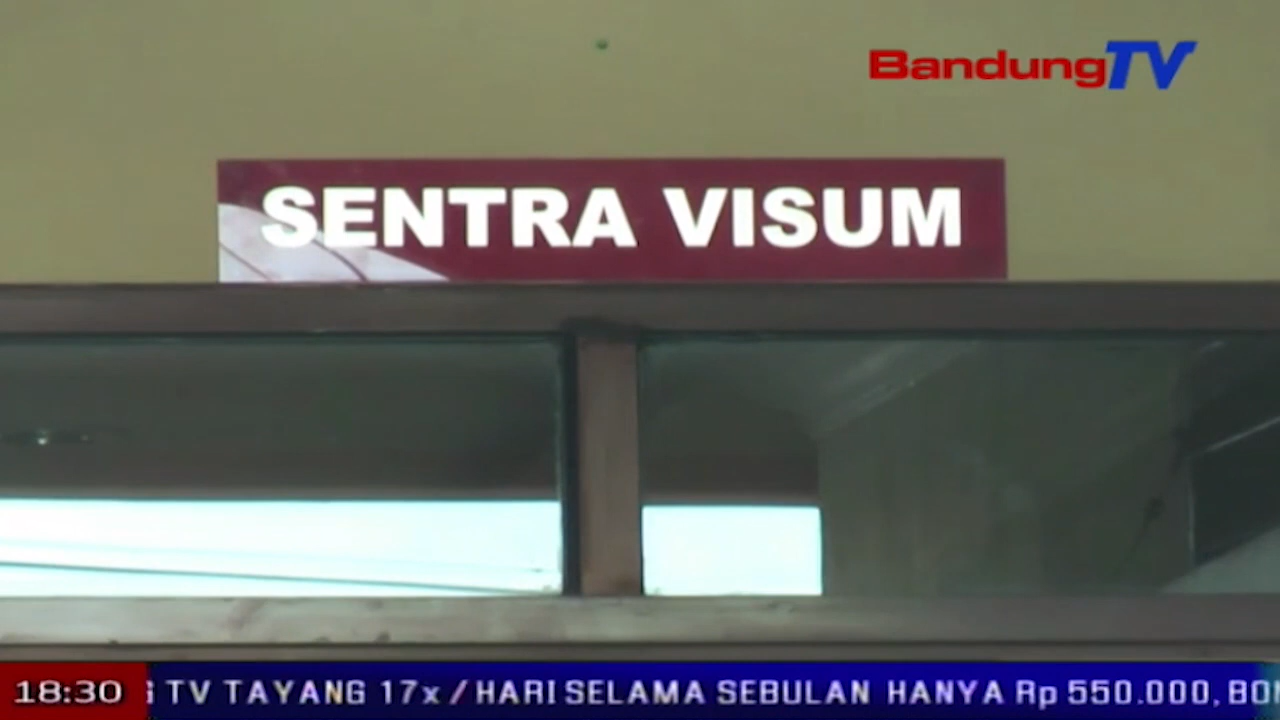 BandungTV
SENTRA VISUM
18:30
TV TAYANG 17x / HARI SELAMA SEBULAN HANYA Rp 550.000,